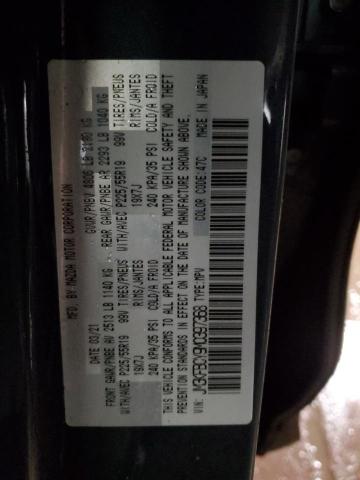 MFD. BY MAZDA MOTOR CORPORATION
DATE 03/21 GVWR/PNBV 4806 LB 2180 KG
FRONT GAWR/PNBE AV 2513 LB 1140 KG REAR GAWR/PNBE AR 2293 LB 1040 KG
WITH/AVEC P225/55R19 99V TIRES/PNEUS WITH/AVEC P225/55R19 99V TIRES/PNEUS
19X7J RIMS/JANTES 19X7J RIMS/JANTES
240 KPA/35 PSI COLD/A FROID 240 KPA/35 PSI COLD/A FROID
THIS VEHICLE CONFORMS TO ALL APPLICABLE FEDERAL MOTOR VEHICLE SAFETY AND THEFT
PREVENTION STANDARDS IN EFFECT ON THE DATE OF MANUFACTURE SHOWN ABOVE.
TYPE: MPV COLOR CODE: 47C MADE IN JAPAN